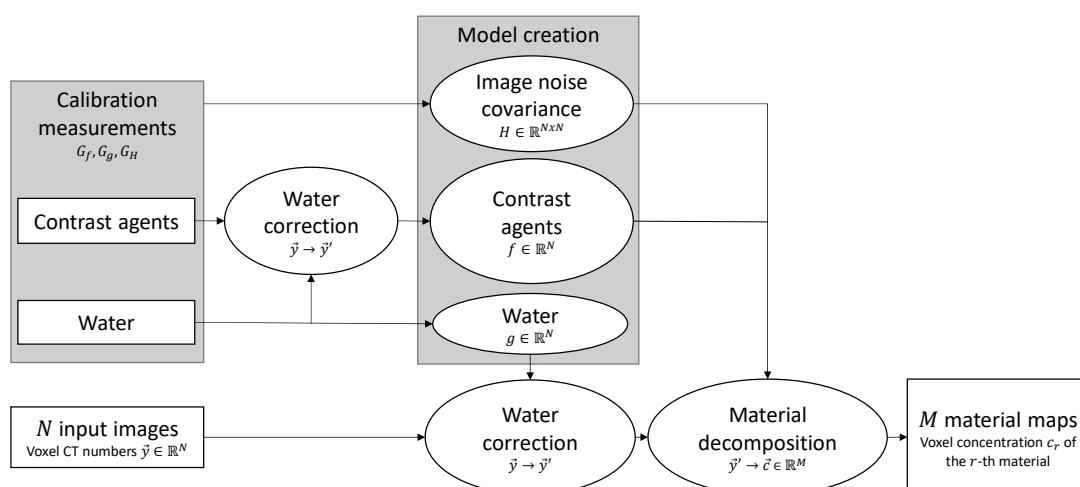 Model creation
Image noise
covariance
H ∈ ℝ^{NxN}
Calibration
measurements
G_f, G_g, G_H
Contrast agents
Water
correction
y⃗ → y⃗′
Contrast
agents
f ∈ ℝ^N
Water
Water
g ∈ ℝ^N
N input images
Voxel CT numbers y⃗ ∈ ℝ^N
Water
correction
y⃗ → y⃗′
Material
decomposition
y⃗′ → c⃗ ∈ ℝ^M
M material maps
Voxel concentration c_r of
the r-th material